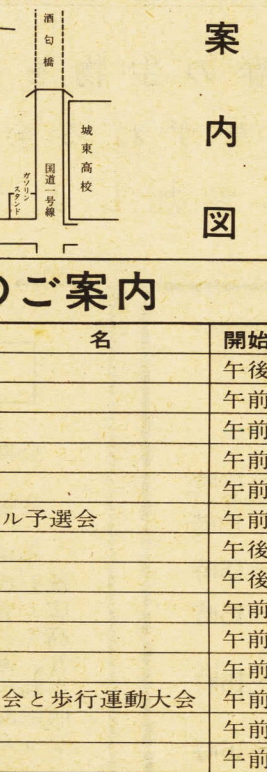 案内図
酒匂橋
城東高校
国道一号線
ガソリン
スタンド
のご案内
名 開始
午後
午前
午前
午前
午前
ル予選会 午前
午後
午後
午前
午前
午前
会と歩行運動大会 午前
午前
午前